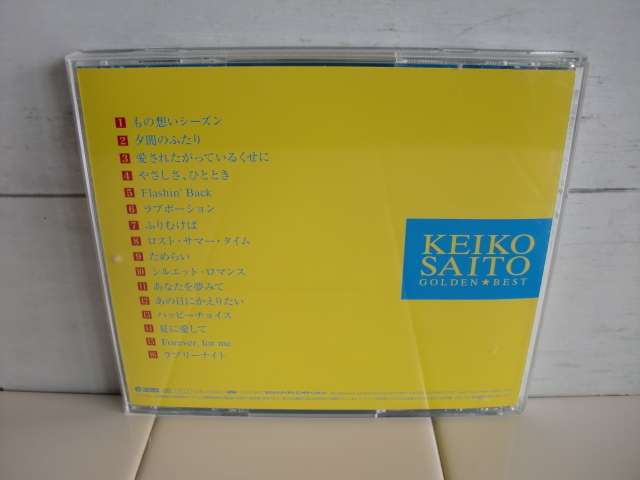 1 もの想いシーズン
2 夕闇のふたり
3 愛されたがっているくせに
4 やさしさ、ひととき
5 Flashin' Back
6 ラブポーション
7 ふりむけば
8 ロスト・サマー・タイム
9 ためらい
10 シルエット・ロマンス
11 あなたを夢みて
12 あの日にかえりたい
13 ハッピーチョイス
14 夏に愛して
15 Forever, for me
16 ラブリーナイト
KEIKO
SAITO
GOLDEN★BEST